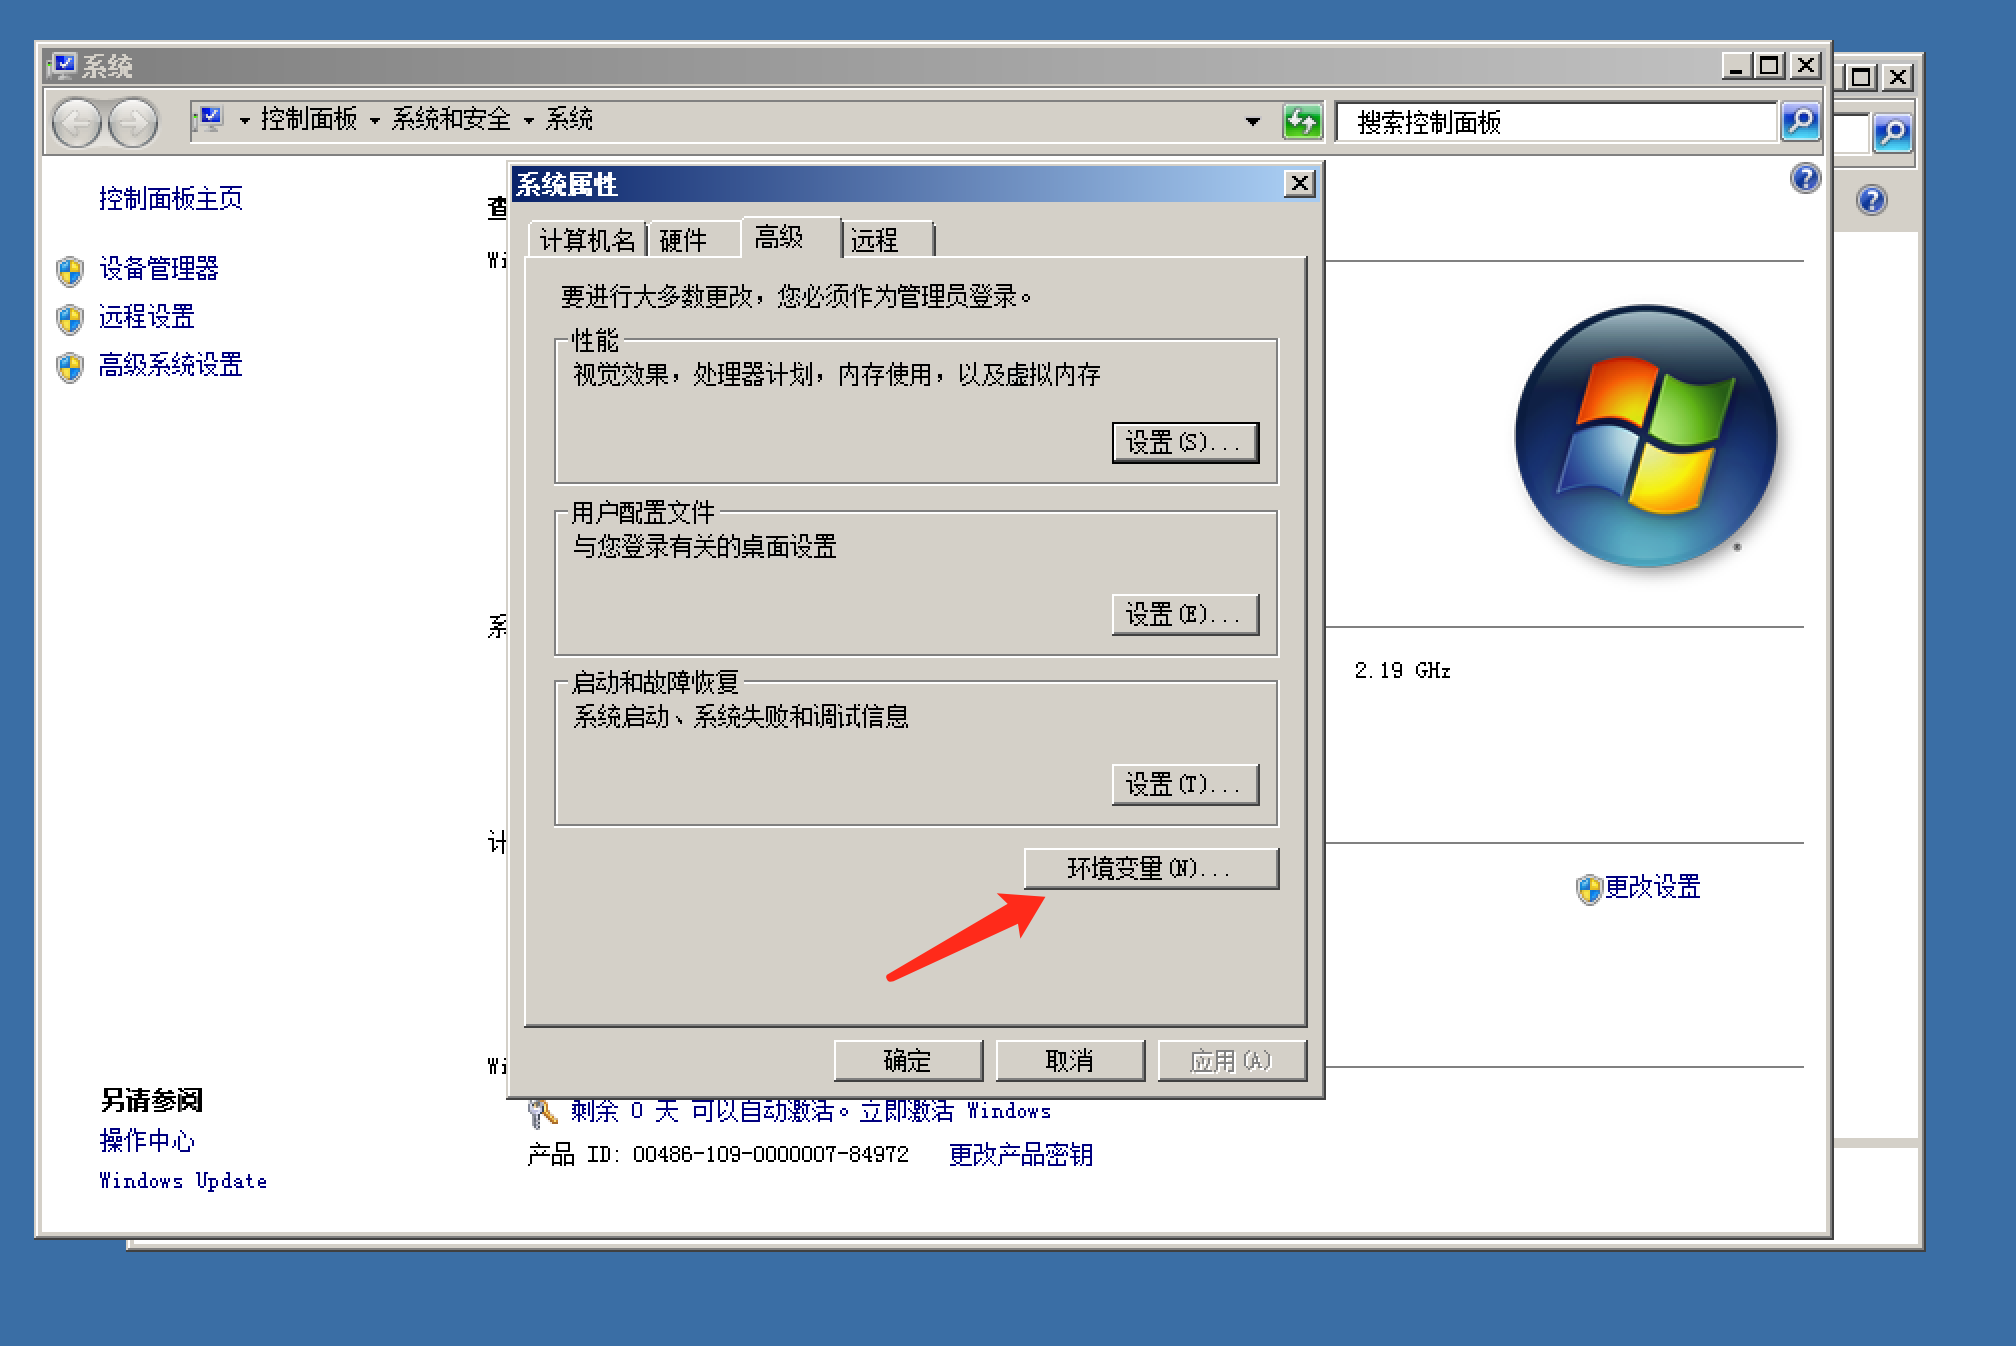 系统
控制面板 系统和安全 系统
搜索控制面板
控制面板主页
设备管理器
远程设置
高级系统设置
另请参阅
操作中心
Windows Update
系统属性
计算机名 硬件 高级 远程
要进行大多数更改，您必须作为管理员登录。
性能
视觉效果，处理器计划，内存使用，以及虚拟内存
设置(S)...
用户配置文件
与您登录有关的桌面设置
设置(E)...
启动和故障恢复
系统启动、系统失败和调试信息
设置(T)...
环境变量(N)...
确定 取消 应用(A)
查
Wi
系
2.19 GHz
计
更改设置
Wi
剩余 0 天 可以自动激活。立即激活 Windows
产品 ID: 00486-109-0000007-84972 更改产品密钥